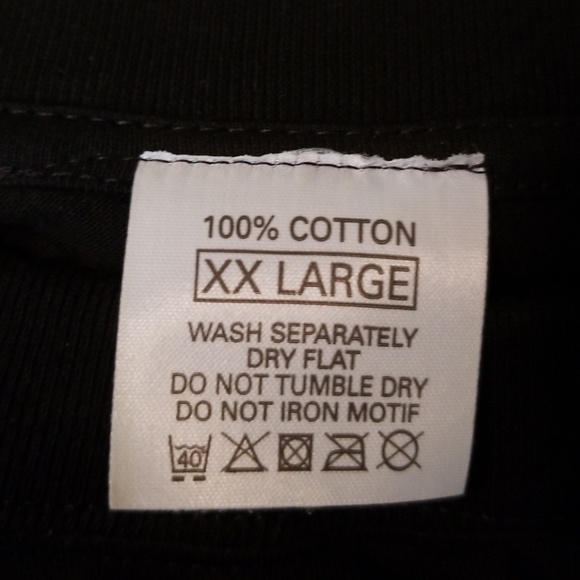 100% COTTON
XX LARGE
WASH SEPARATELY
DRY FLAT
DO NOT TUMBLE DRY
DO NOT IRON MOTIF
40